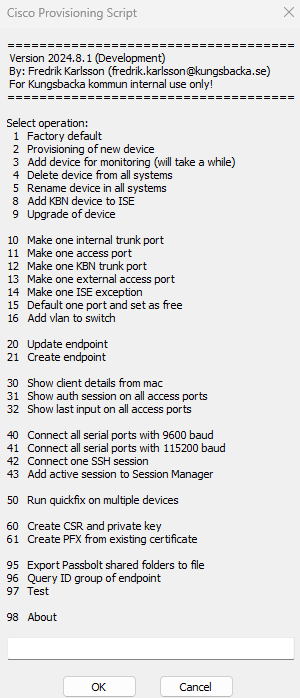 Cisco Provisioning Script
========================================
Version 2024.8.1 (Development)
By: Fredrik Karlsson (fredrik.karlsson@kungsbacka.se)
For Kungsbacka kommun internal use only!
========================================
Select operation:
1 Factory default
2 Provisioning of new device
3 Add device for monitoring (will take a while)
4 Delete device from all systems
5 Rename device in all systems
8 Add KBN device to ISE
9 Upgrade of device
10 Make one internal trunk port
11 Make one access port
12 Make one KBN trunk port
13 Make one external access port
14 Make one ISE exception
15 Default one port and set as free
16 Add vlan to switch
20 Update endpoint
21 Create endpoint
30 Show client details from mac
31 Show auth session on all access ports
32 Show last input on all access ports
40 Connect all serial ports with 9600 baud
41 Connect all serial ports with 115200 baud
42 Connect one SSH session
43 Add active session to Session Manager
50 Run quickfix on multiple devices
60 Create CSR and private key
61 Create PFX from existing certificate
95 Export Passbolt shared folders to file
96 Query ID group of endpoint
97 Test
98 About
OK Cancel